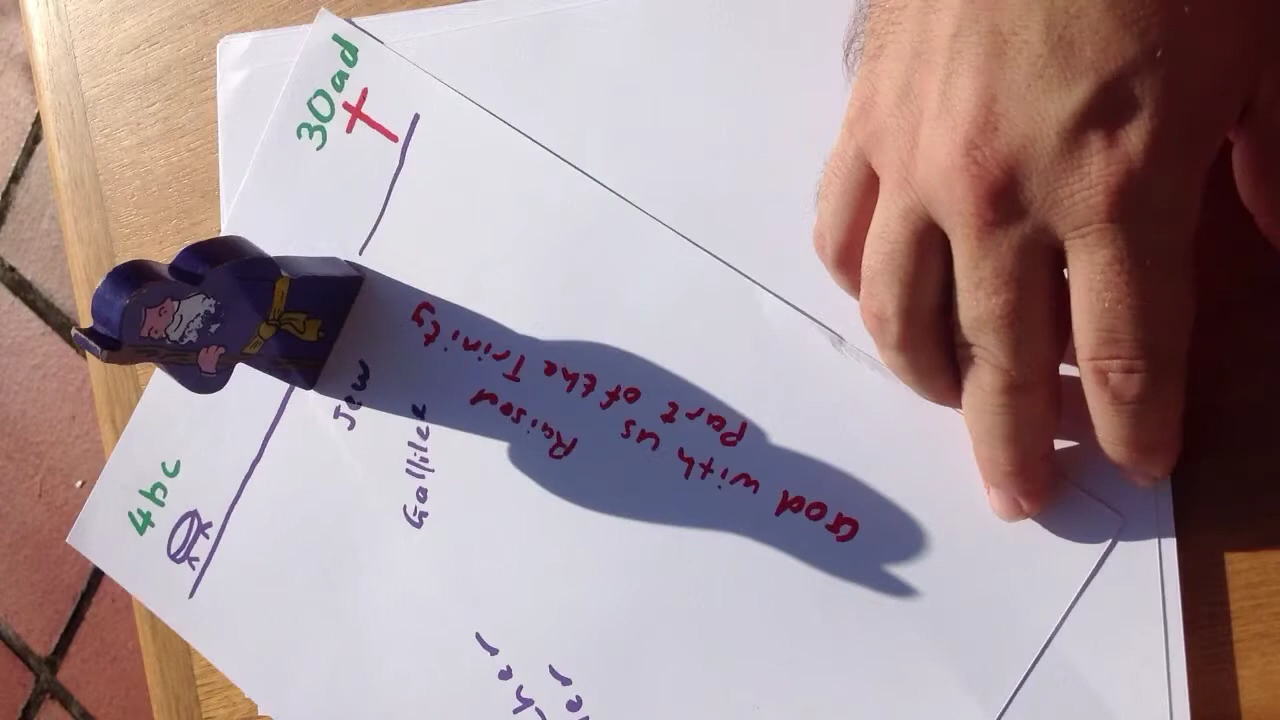 4bc
30ad
Jew
Gallilee
Raised
God with us
Part of the Trinity